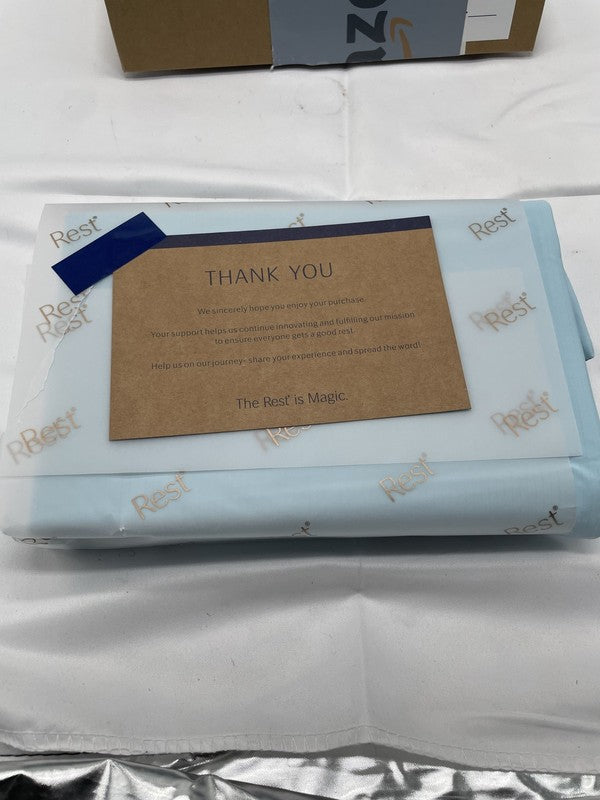 azo
Rest®
Rest®
THANK YOU
We sincerely hope you enjoy your purchase
Your support helps us continue innovating and fulfilling our mission
to ensure everyone gets a good rest.
Help us on our journey- share your experience and spread the word!
The Rest® is Magic.
Rest
Rest®
Rest®
Rest®
Rest®
Rest®
Rest®
Rest®